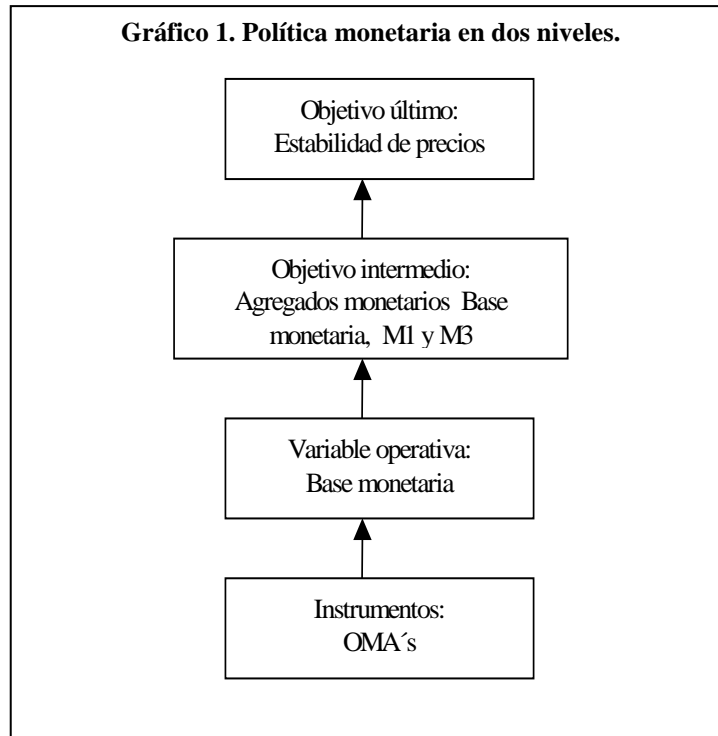 Gráfico 1. Política monetaria en dos niveles.
Objetivo último:
Estabilidad de precios
Objetivo intermedio:
Agregados monetarios Base
monetaria, M1 y M3
Variable operativa:
Base monetaria
Instrumentos:
OMA´s